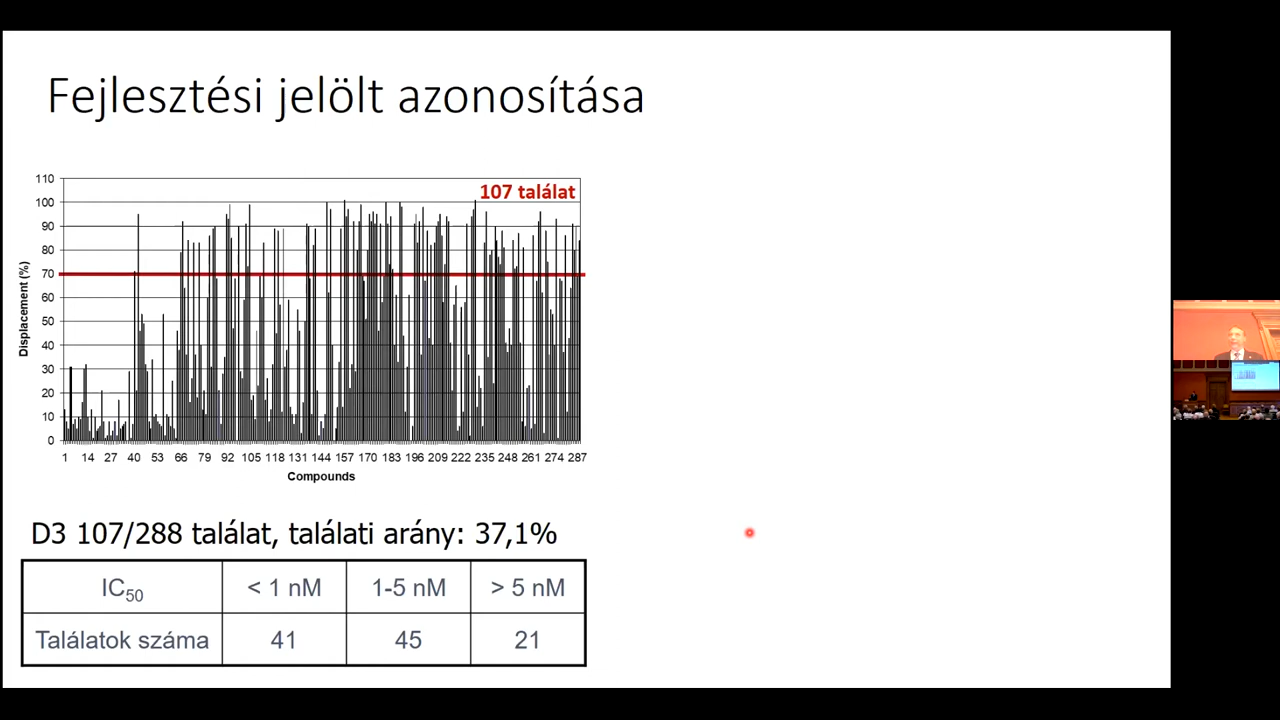 Fejlesztési jelölt azonosítása
107 találat
Displacement (%)
110
100
90
80
70
60
50
40
30
20
10
0
1 14 27 40 53 66 79 92 105 118 131 144 157 170 183 196 209 222 235 248 261 274 287
Compounds
D3 107/288 találat, találati arány: 37,1%
IC50 < 1 nM 1-5 nM > 5 nM
Találatok száma 41 45 21